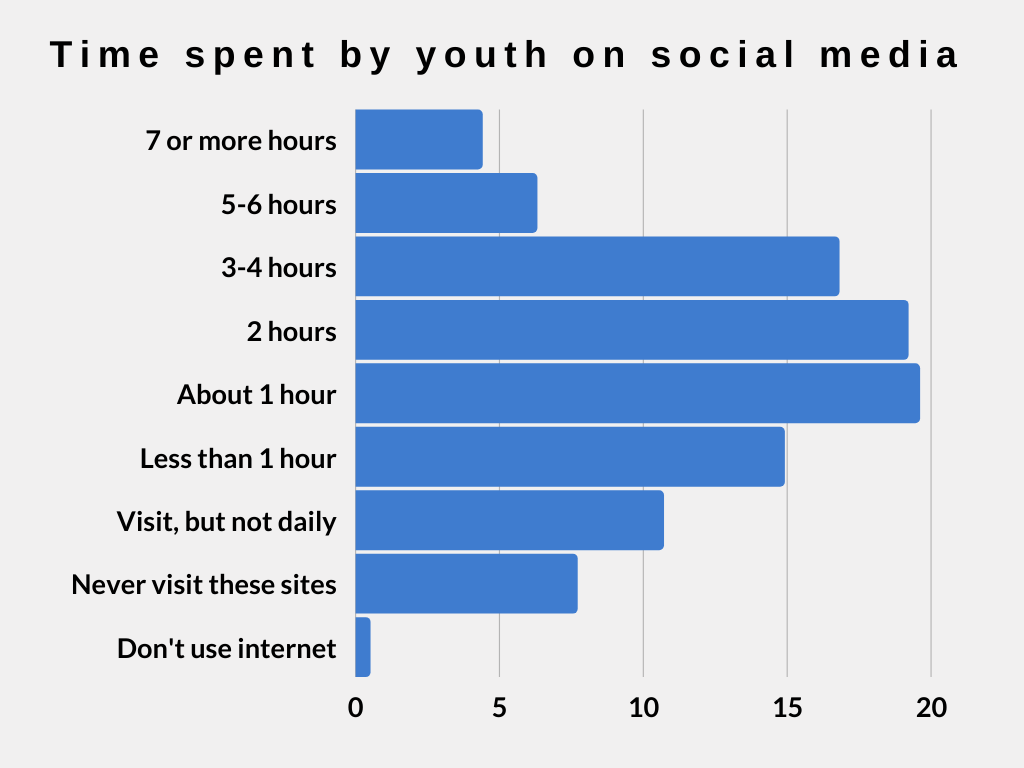 Time spent by youth on social media
7 or more hours
5-6 hours
3-4 hours
2 hours
About 1 hour
Less than 1 hour
Visit, but not daily
Never visit these sites
Don't use internet
0 5 10 15 20